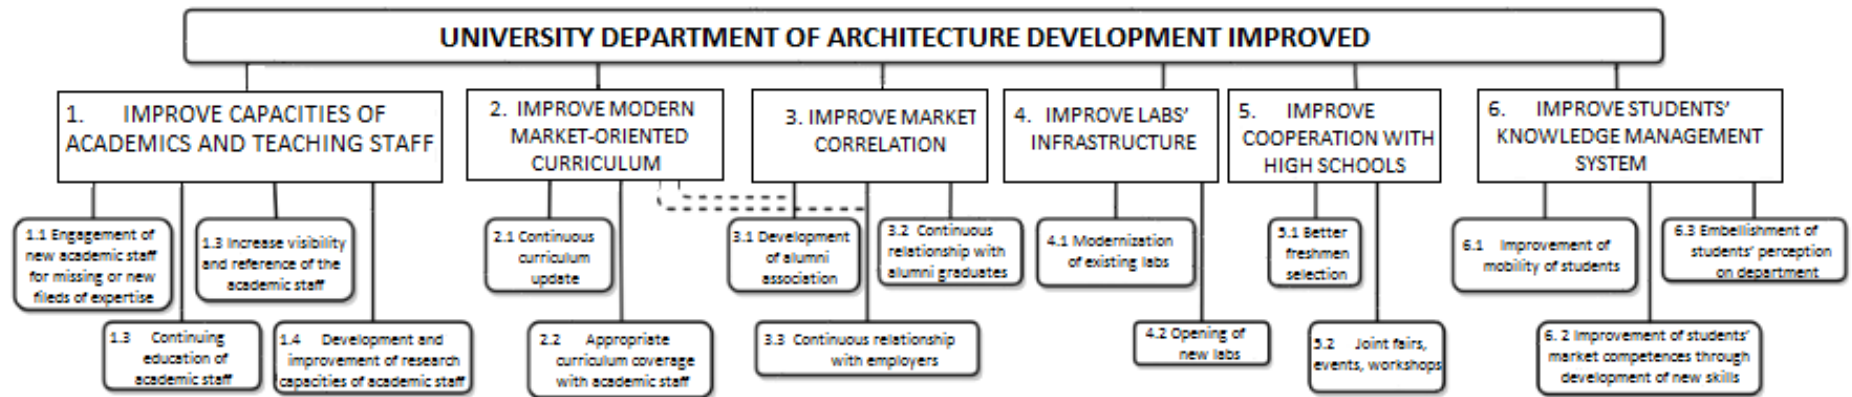 UNIVERSITY DEPARTMENT OF ARCHITECTURE DEVELOPMENT IMPROVED
1. IMPROVE CAPACITIES OF
ACADEMICS AND TEACHING STAFF
2. IMPROVE MODERN
MARKET-ORIENTED
CURRICULUM
3. IMPROVE MARKET
CORRELATION
4. IMPROVE LABS'
INFRASTRUCTURE
5. IMPROVE
COOPERATION WITH
HIGH SCHOOLS
6. IMPROVE STUDENTS'
KNOWLEDGE MANAGEMENT
SYSTEM
1.1 Engagement of
new academic staff
for missing or new
fileds of expertise
1.3 Increase visibility
and reference of the
academic staff
2.1 Continuous
curriculum
update
3.1 Development
of alumni
association
3.2 Continuous
relationship with
alumni graduates
4.1 Modernization
of existing labs
5.1 Better
freshmen
selection
6.1 Improvement of
mobility of students
6.3 Embellishment of
students' perception
on department
1.3 Continuing
education of
academic staff
1.4 Development and
improvement of research
capacities of academic staff
2.2 Appropriate
curriculum coverage
with academic staff
3.3 Continuous relationship
with employers
4.2 Opening of
new labs
5.2 Joint fairs,
events, workshops
6. 2 Improvement of students'
market competences through
development of new skills